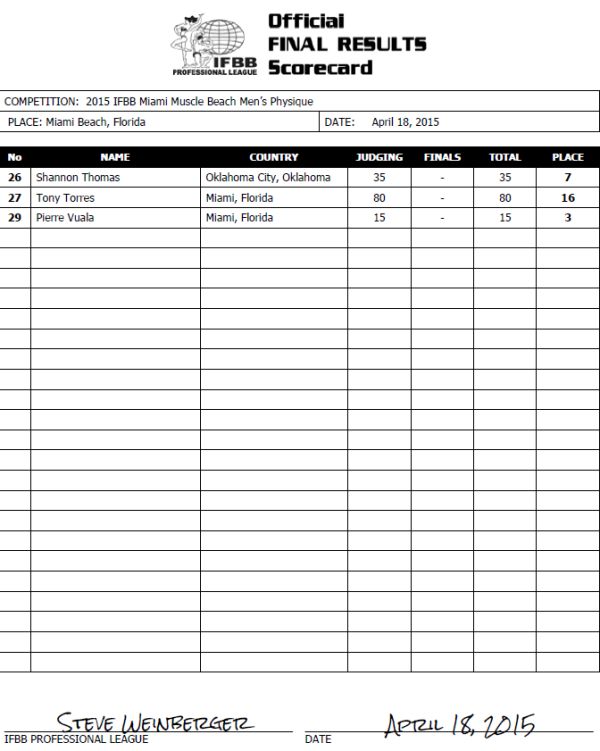 Official
FINAL RESULTS
Scorecard
IFBB
PROFESSIONAL LEAGUE
COMPETITION: 2015 IFBB Miami Muscle Beach Men's Physique
PLACE: Miami Beach, Florida DATE: April 18, 2015
No NAME COUNTRY JUDGING FINALS TOTAL PLACE
26 Shannon Thomas Oklahoma City, Oklahoma 35 - 35 7
27 Tony Torres Miami, Florida 80 - 80 16
29 Pierre Vuala Miami, Florida 15 - 15 3
STEVE WEINBERGER APRIL 18, 2015
IFBB PROFESSIONAL LEAGUE DATE